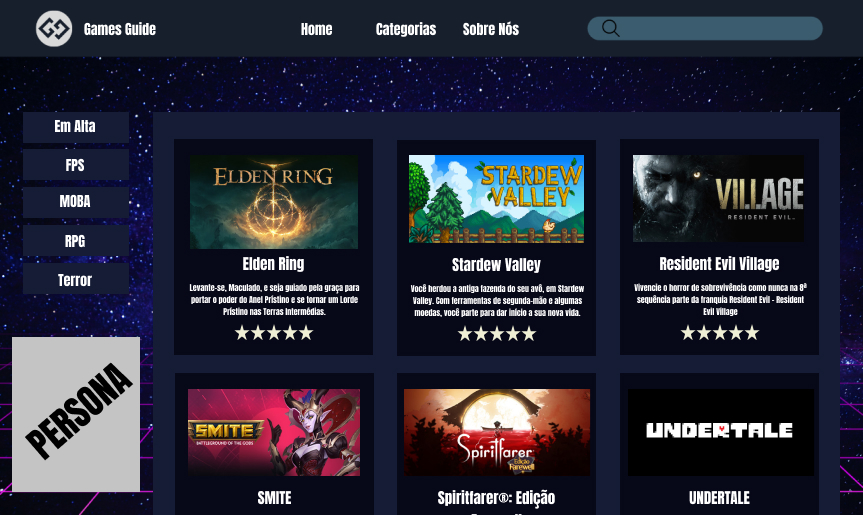 Games Guide
Home
Categorias
Sobre Nós
Em Alta
FPS
MOBA
RPG
Terror
PERSONA
ELDEN RING
Elden Ring
Levante-se, Maculado, e seja guiado pela graça para
portar o poder do Anel Prístino e se tornar um Lorde
Prístino nas Terras Intermédias.
STARDEW
VALLEY
Stardew Valley
Você herdou a antiga fazenda do seu avô, em Stardew
Valley. Com ferramentas de segunda-mão e algumas
moedas, você parte para dar início a sua nova vida.
VILLAGE
RESIDENT EVIL
Resident Evil Village
Vivencie o horror de sobrevivência como nunca na 8ª
sequência parte da franquia Resident Evil - Resident
Evil Village
SMITE
BATTLEGROUND OF THE GODS
SMITE
Spiritfarer
Edição
Farewell
Spiritfarer®: Edição
UNDERTALE
UNDERTALE